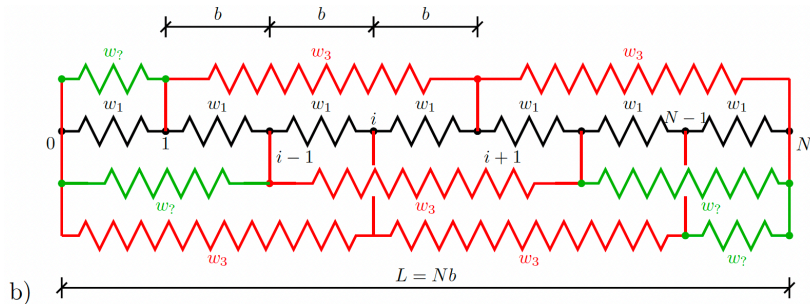 b b b
w? w₃ w₃
w₁ w₁ w₁ w₁ w₁ w₁ w₁
0 1 i − 1 i i + 1 N − 1 N
w? w₃ w?
w₃ w₃ w?
b) L = Nb